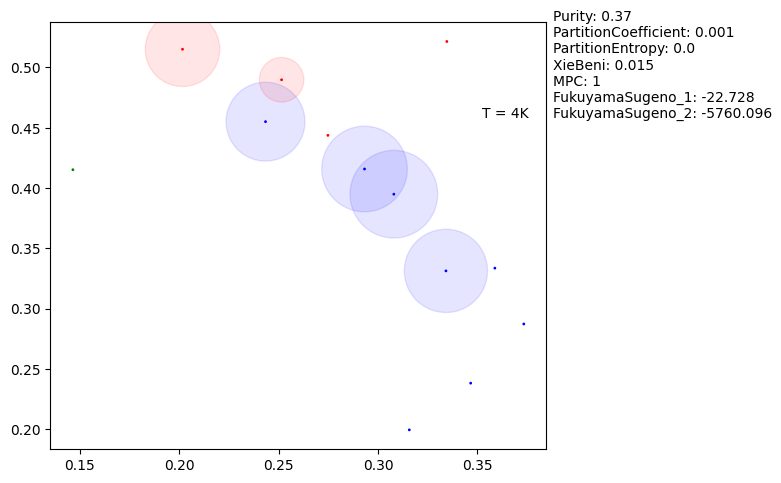 Purity: 0.37
PartitionCoefficient: 0.001
PartitionEntropy: 0.0
XieBeni: 0.015
MPC: 1
FukuyamaSugeno_1: -22.728
FukuyamaSugeno_2: -5760.096
T = 4K
0.50
0.45
0.40
0.35
0.30
0.25
0.20
0.15 0.20 0.25 0.30 0.35